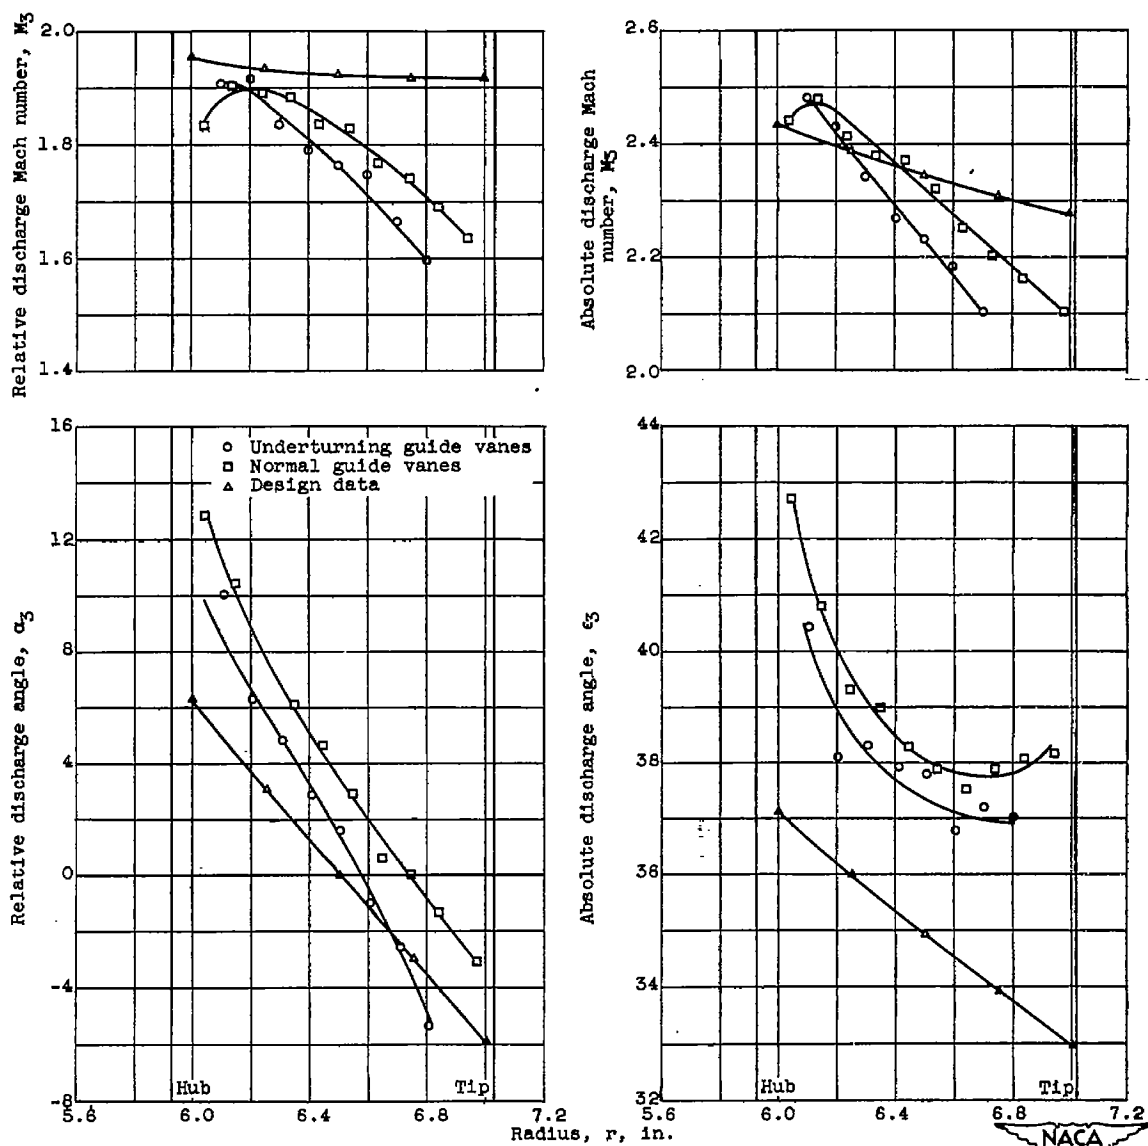 Relative discharge Mach number, M3
2.0
1.8
1.6
1.4
Absolute discharge Mach
number, M3
2.6
2.4
2.2
2.0
Relative discharge angle, α3
16
12
8
4
0
-4
-8
Underturning guide vanes
Normal guide vanes
Design data
Hub
Tip
5.6
6.0
6.4
6.8
7.2
Absolute discharge angle, ϵ3
44
42
40
38
36
34
32
Hub
Tip
5.6
6.0
6.4
6.8
7.2
Radius, r, in.
NACA